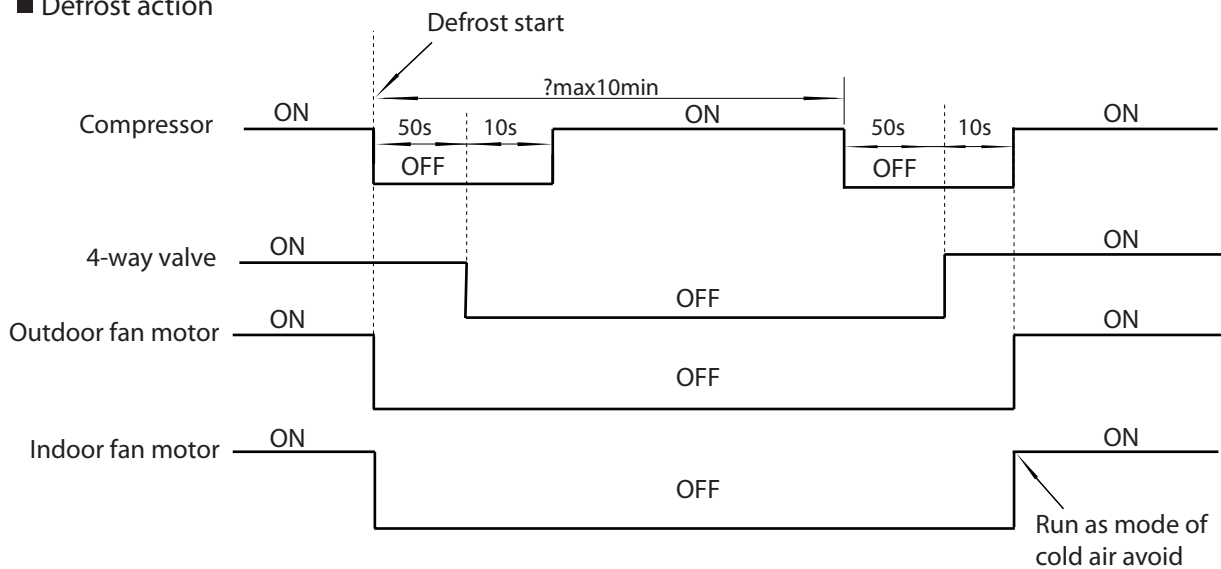 ■ Defrost action
Defrost start
?max10min
Compressor ON 50s 10s OFF ON 50s 10s OFF ON
4-way valve ON OFF ON
Outdoor fan motor ON OFF ON
Indoor fan motor ON OFF ON
Run as mode of
cold air avoid